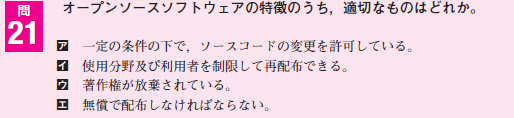 問
21
オープンソースソフトウェアの特徴のうち，適切なものはどれか。
ア 一定の条件の下で，ソースコードの変更を許可している。
イ 使用分野及び利用者を制限して再配布できる。
ウ 著作権が放棄されている。
エ 無償で配布しなければならない。